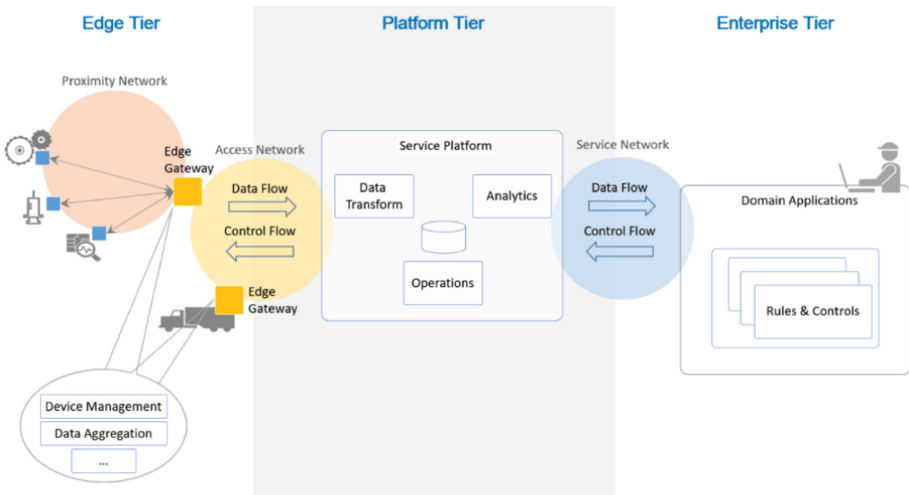 Edge Tier
Platform Tier
Enterprise Tier
Proximity Network
Edge
Gateway
Access Network
Data Flow
Control Flow
Edge
Gateway
Device Management
Data Aggregation
...
Service Platform
Data
Transform
Analytics
Operations
Service Network
Data Flow
Control Flow
Domain Applications
Rules & Controls